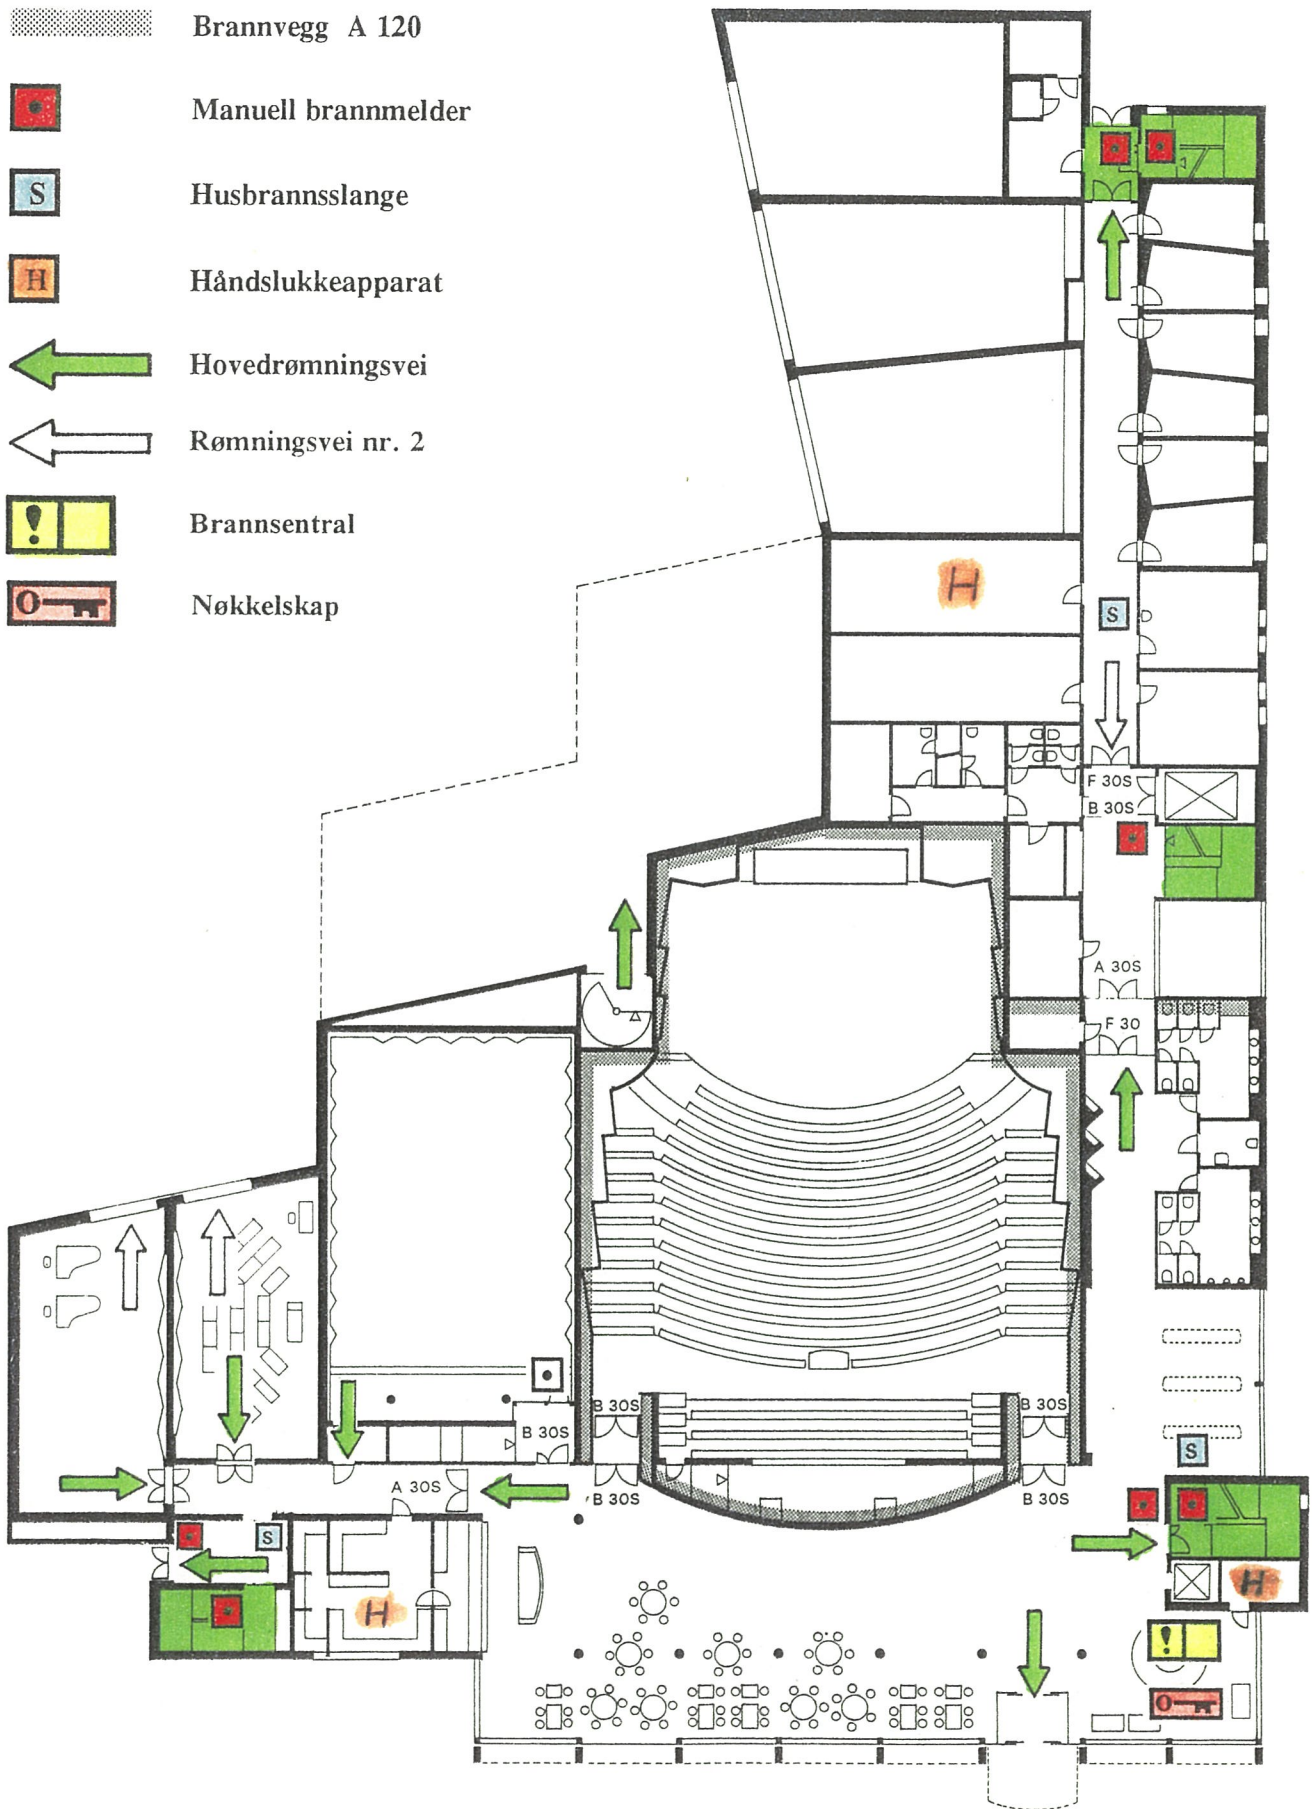 Brannvegg A 120
Manuell brannmelder
S Husbrannsslange
H Håndslukkeapparat
Hovedrømningsvei
Rømningsvei nr. 2
! Brannsentral
Nøkkelskap
H
S
F 30S
B 30S
A 30S
F 30
B 30S
B 30S
B 30S
A 30S
B 30S
B 30S
S
S
H
H
!